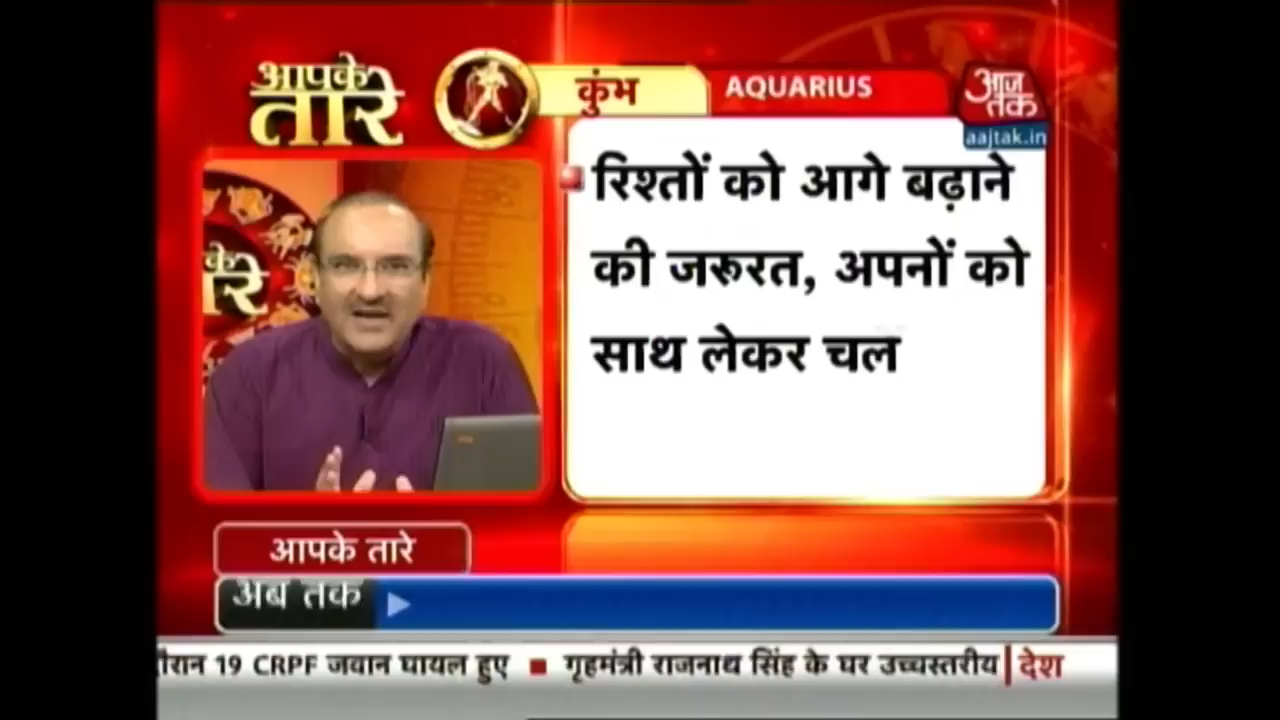 आपके
तारे
कुंभ
AQUARIUS
आज
तक
aajtak.in
रिश्तों को आगे बढ़ाने
की जरूरत, अपनों को
साथ लेकर चल
के
रे
आपके तारे
अब तक
19 CRPF जवान घायल हुए ■ गृहमंत्री राजनाथ सिंह के घर उच्चस्तरीय
देश